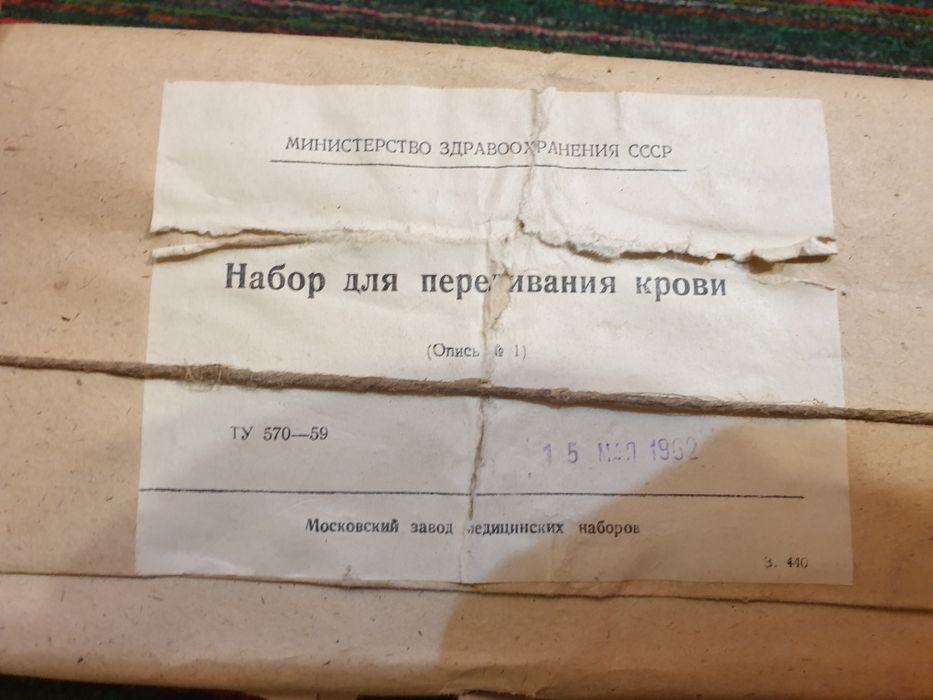 МИНИСТЕРСТВО ЗДРАВООХРАНЕНИЯ СССР
Набор для переливания крови
(Опись № 1)
ТУ 570—59
15 МАЯ 1962
Московский завод медицинских наборов
З. 440